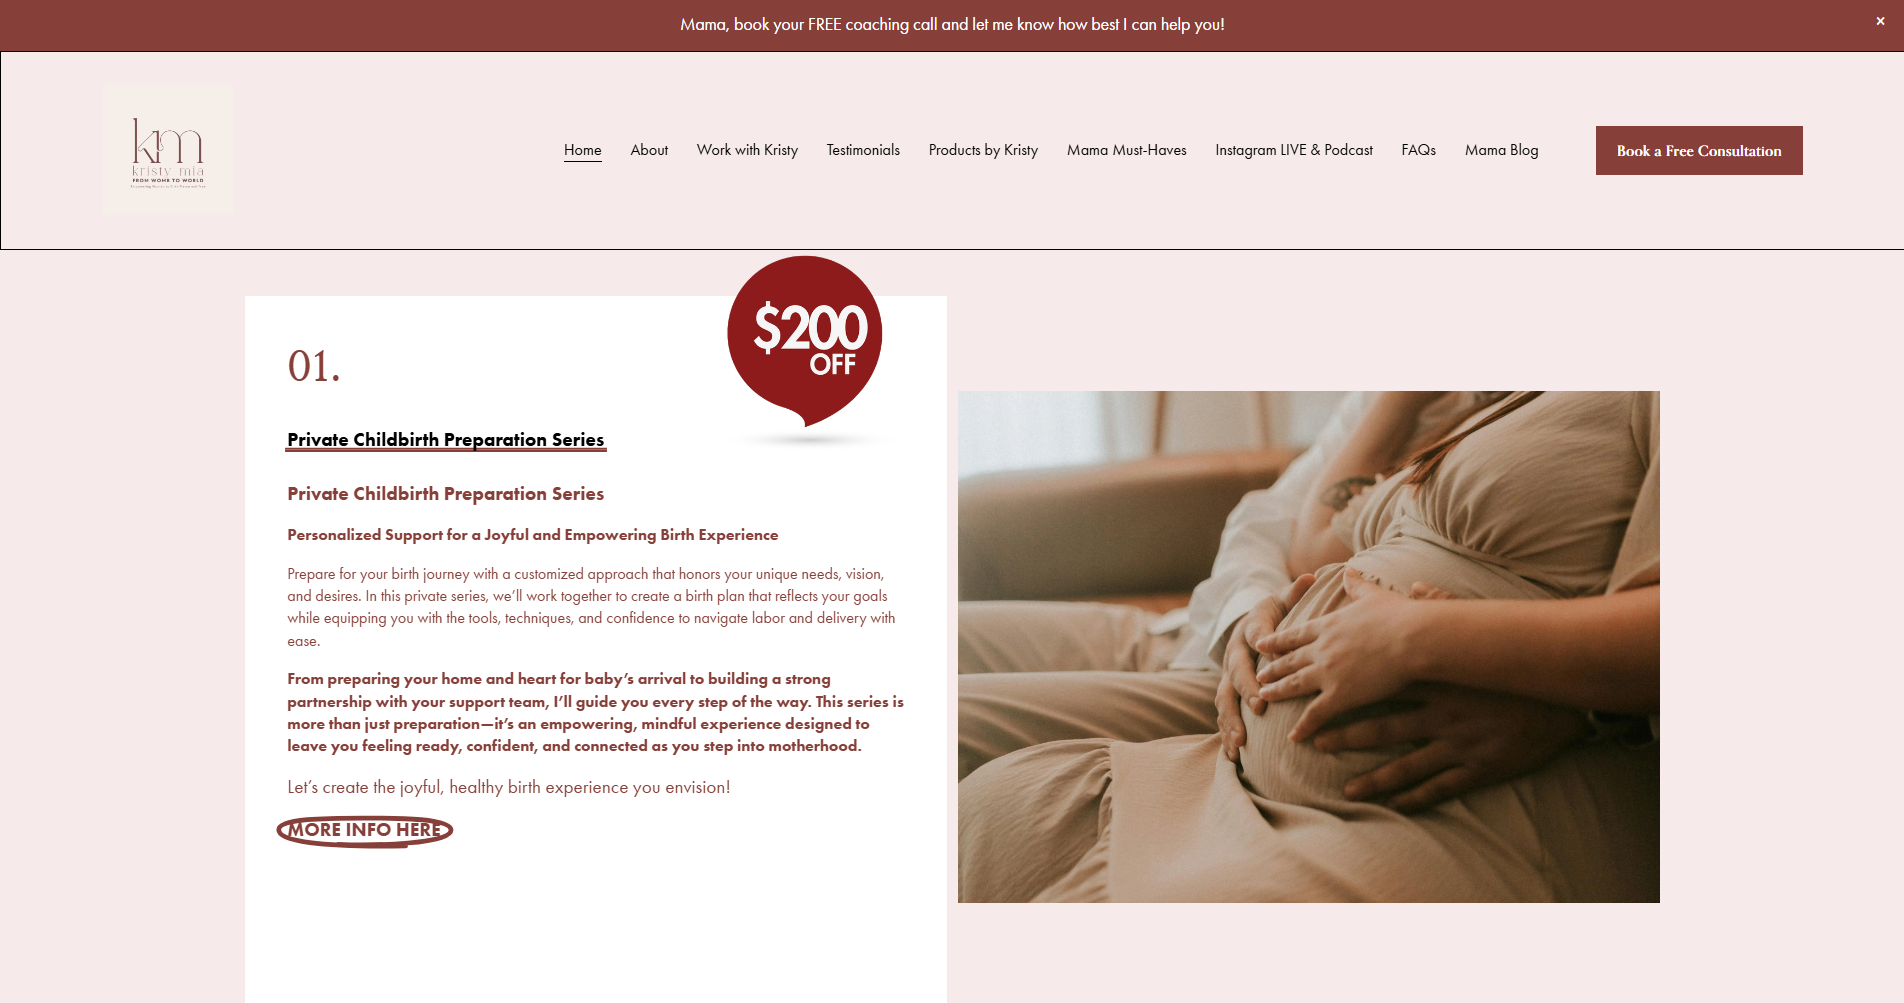 Mama, book your FREE coaching call and let me know how best I can help you!
×
km
kristy mia
FROM WOMB TO WORLD
Home
About
Work with Kristy
Testimonials
Products by Kristy
Mama Must-Haves
Instagram LIVE & Podcast
FAQs
Mama Blog
Book a Free Consultation
$200
OFF
01.
Private Childbirth Preparation Series
Private Childbirth Preparation Series
Personalized Support for a Joyful and Empowering Birth Experience
Prepare for your birth journey with a customized approach that honors your unique needs, vision,
and desires. In this private series, we’ll work together to create a birth plan that reflects your goals
while equipping you with the tools, techniques, and confidence to navigate labor and delivery with
ease.
From preparing your home and heart for baby’s arrival to building a strong
partnership with your support team, I’ll guide you every step of the way. This series is
more than just preparation—it’s an empowering, mindful experience designed to
leave you feeling ready, confident, and connected as you step into motherhood.
Let’s create the joyful, healthy birth experience you envision!
MORE INFO HERE